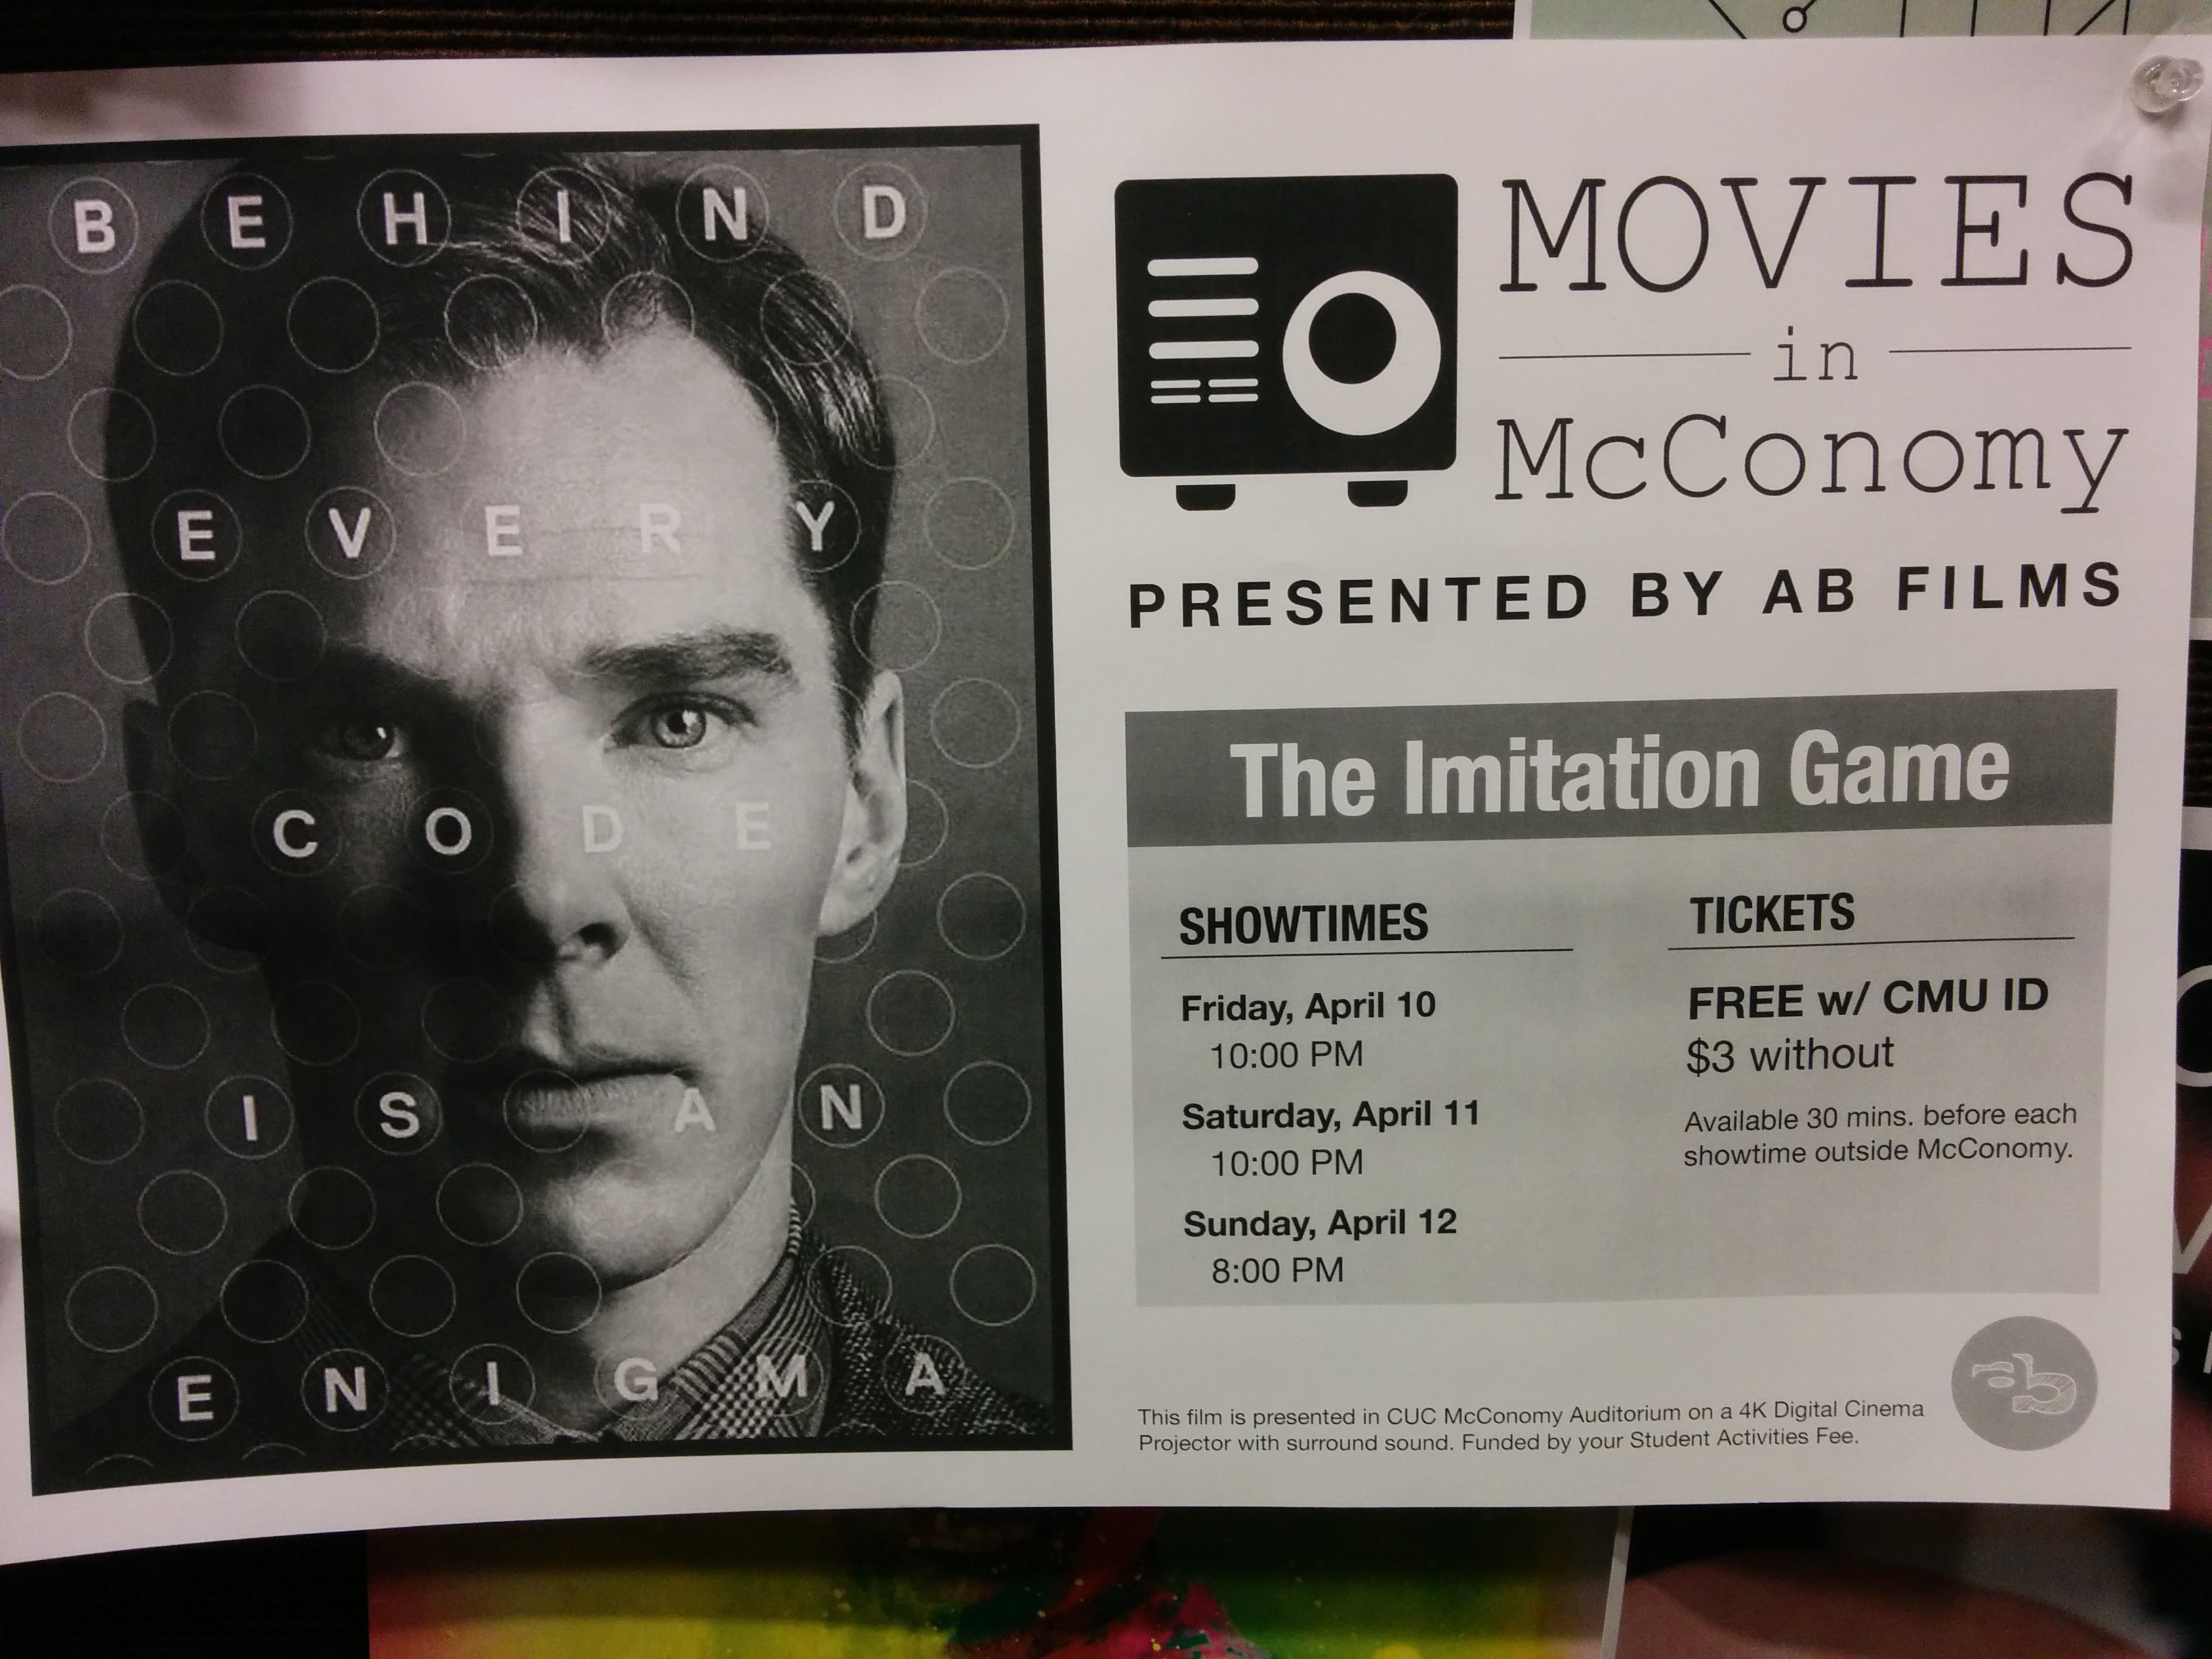 BEHIND
EVERY
CODE
IS AN
ENIGMA
MOVIES
in
McConomy
PRESENTED BY AB FILMS
The Imitation Game
SHOWTIMES
Friday, April 10
10:00 PM
Saturday, April 11
10:00 PM
Sunday, April 12
8:00 PM
TICKETS
FREE w/ CMU ID
$3 without
Available 30 mins. before each
showtime outside McConomy.
This film is presented in CUC McConomy Auditorium on a 4K Digital Cinema
Projector with surround sound. Funded by your Student Activities Fee.
ab